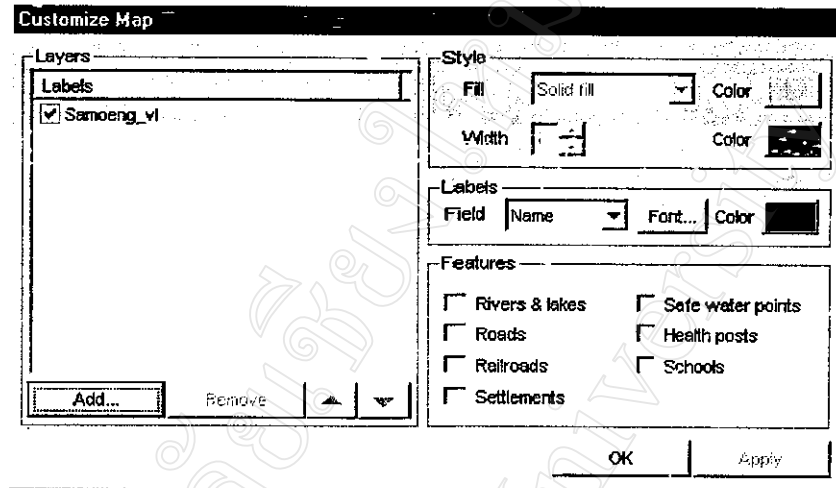 Customize Map
Layers
Labels
Samoeng_vl
Add...
Remove
Style
Fill
Solid fill
Color
Width
Color
Labels
Field
Name
Font...
Color
Features
Rivers & lakes
Safe water points
Roads
Health posts
Railroads
Schools
Settlements
OK
Apply
University